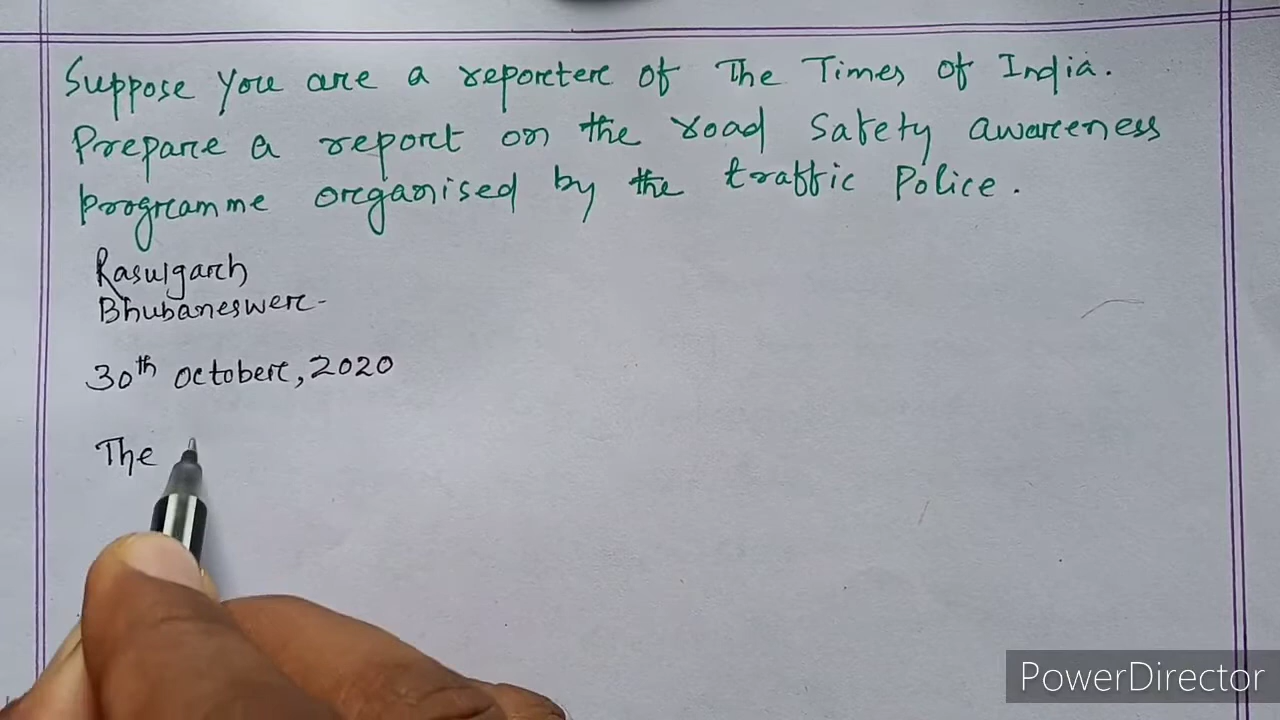 Suppose you are a reporter of The Times of India.
Prepare a report on the road safety awareness
programme organised by the traffic Police.
Rasulgarh
Bhubaneswer-
30th october, 2020
The
PowerDirector